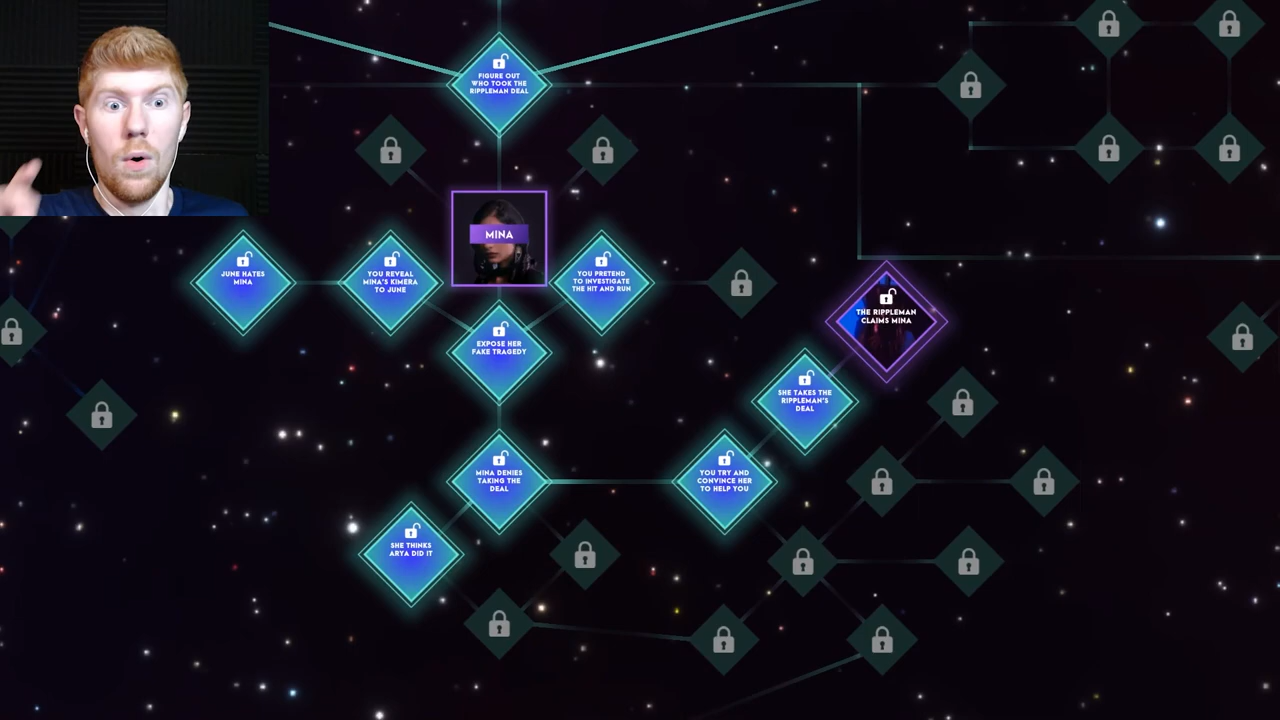 FIGURE OUT
WHO TOOK THE
RIPPLEMAN DEAL
MINA
JUNE HATES
MINA
YOU REVEAL
MINA'S KIMERA
TO JUNE
YOU PRETEND
TO INVESTIGATE
THE HIT AND RUN
EXPOSE HER
FAKE TRAGEDY
THE RIPPLEMAN
CLAIMS MINA
SHE TAKES THE
RIPPLEMAN'S
DEAL
MINA DENIES
TAKING THE
DEAL
YOU TRY AND
CONVINCE HER
TO HELP YOU
SHE THINKS
ARYA DID IT